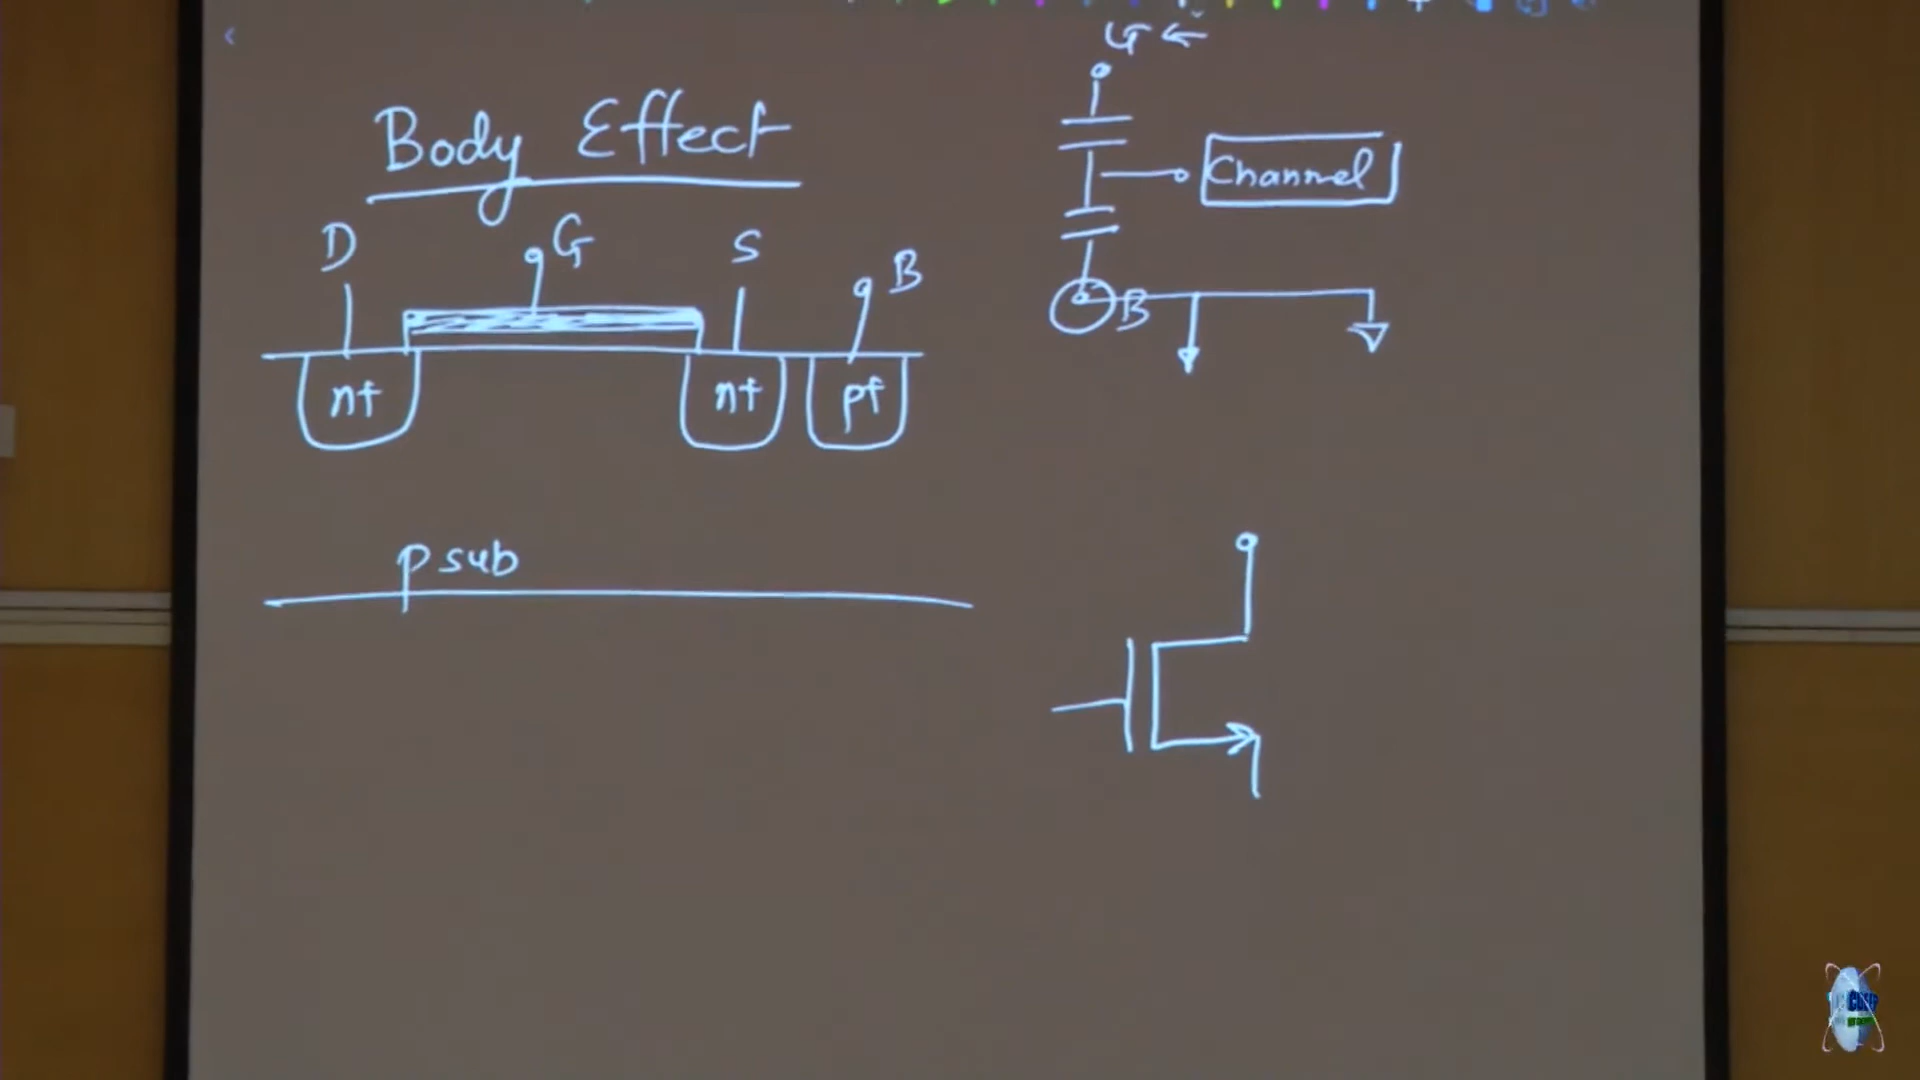 Body Effect
D G S B
n+ n+ p+
p sub
G
Channel
B